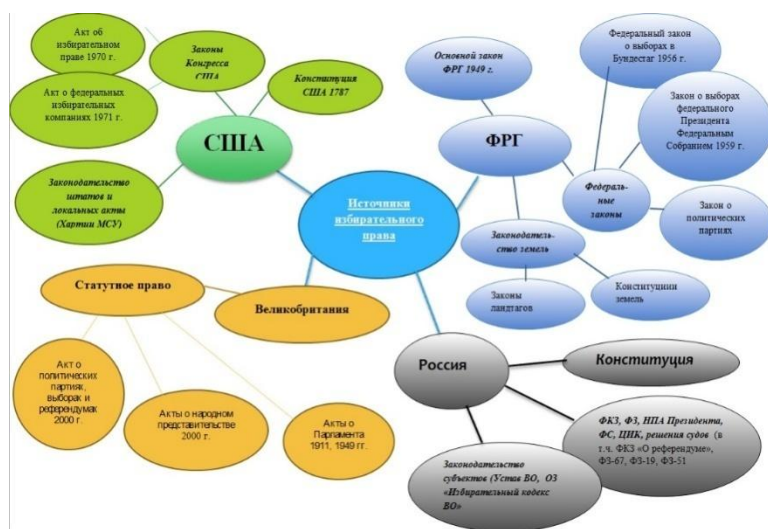 Акт об
избирательном
праве 1970 г.
Законы
Конгресса
США
Акт о федеральных
избирательных
компаниях 1971 г.
Конституция
США 1787
США
Законодательство
штатов и
локальных акты
(Хартии МСУ)
Источники
избирательного
права
Основной закон
ФРГ 1949 г.
ФРГ
Федеральный закон
о выборах в
Бундестаг 1956 г.
Закон о выборах
федерального
Президента
Федеральным
Собранием 1959 г.
Федераль-
ные
законы
Закон о
политических
партиях
Законодатель-
ство земель
Законы
ландтагов
Конституции
земель
Статутное право
Великобритания
Акт о
политических
партиях,
выборах и
референдумах
2000 г.
Акты о народном
представительстве
2000 г.
Акты о
Парламента
1911, 1949 гг.
Россия
Конституция
ФКЗ, ФЗ, НПА Президента,
ФС, ЦИК, решения судов (в
т.ч. ФКЗ «О референдуме»,
ФЗ-67, ФЗ-19, ФЗ-51
Законодательство
субъектов (Устав ВО, ОЗ
«Избирательный кодекс
ВО»